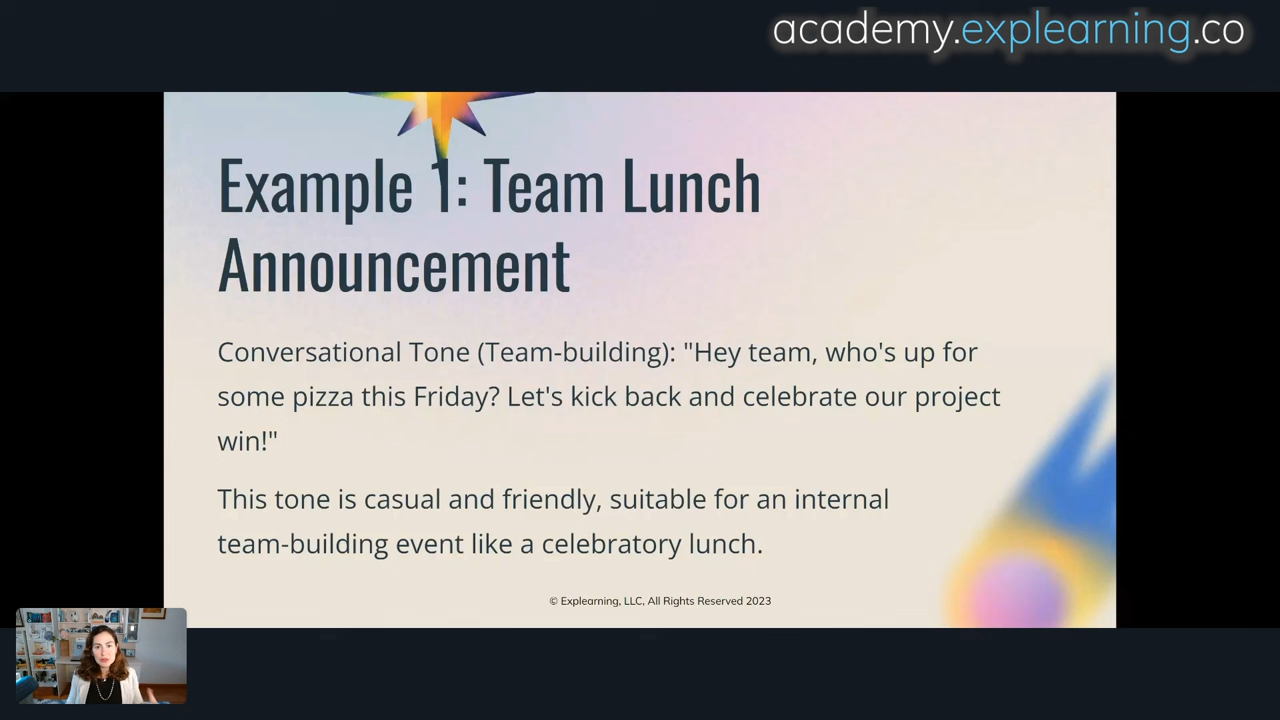 academy.explearning.co
Example 1: Team Lunch
Announcement
Conversational Tone (Team-building): "Hey team, who's up for
some pizza this Friday? Let's kick back and celebrate our project
win!"
This tone is casual and friendly, suitable for an internal
team-building event like a celebratory lunch.
© Explearning, LLC, All Rights Reserved 2023